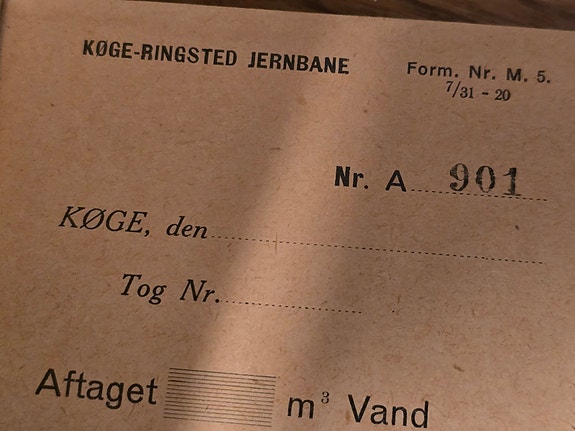 KØGE-RINGSTED JERNBANE
Form. Nr. M. 5.
7/31 - 20
Nr. A 901
KØGE, den
Tog Nr.
Aftaget m³ Vand